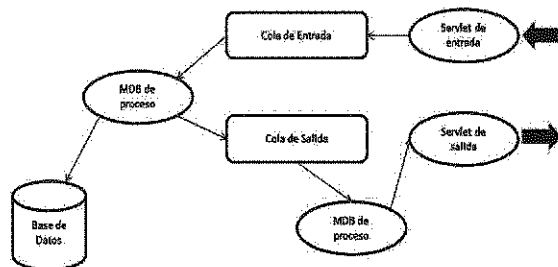 Cola de Entrada
Servlet de
entrada
MDB de
proceso
Cola de Salida
Servlet de
salida
Base de
Datos
MDB de
proceso